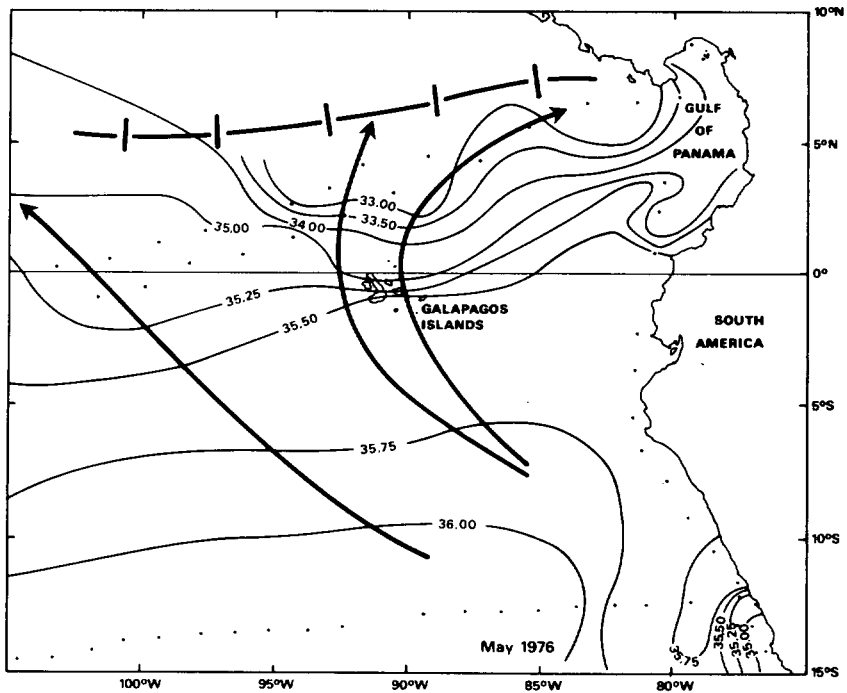 10°N
GULF
OF
PANAMA
5°N
33.00
33.50
34.00
35.00
0°
35.25
35.50
GALAPAGOS
ISLANDS
SOUTH
AMERICA
5°S
35.75
36.00
10°S
35.50
35.25
35.00
35.75
May 1976
15°S
100°W
95°W
90°W
85°W
80°W